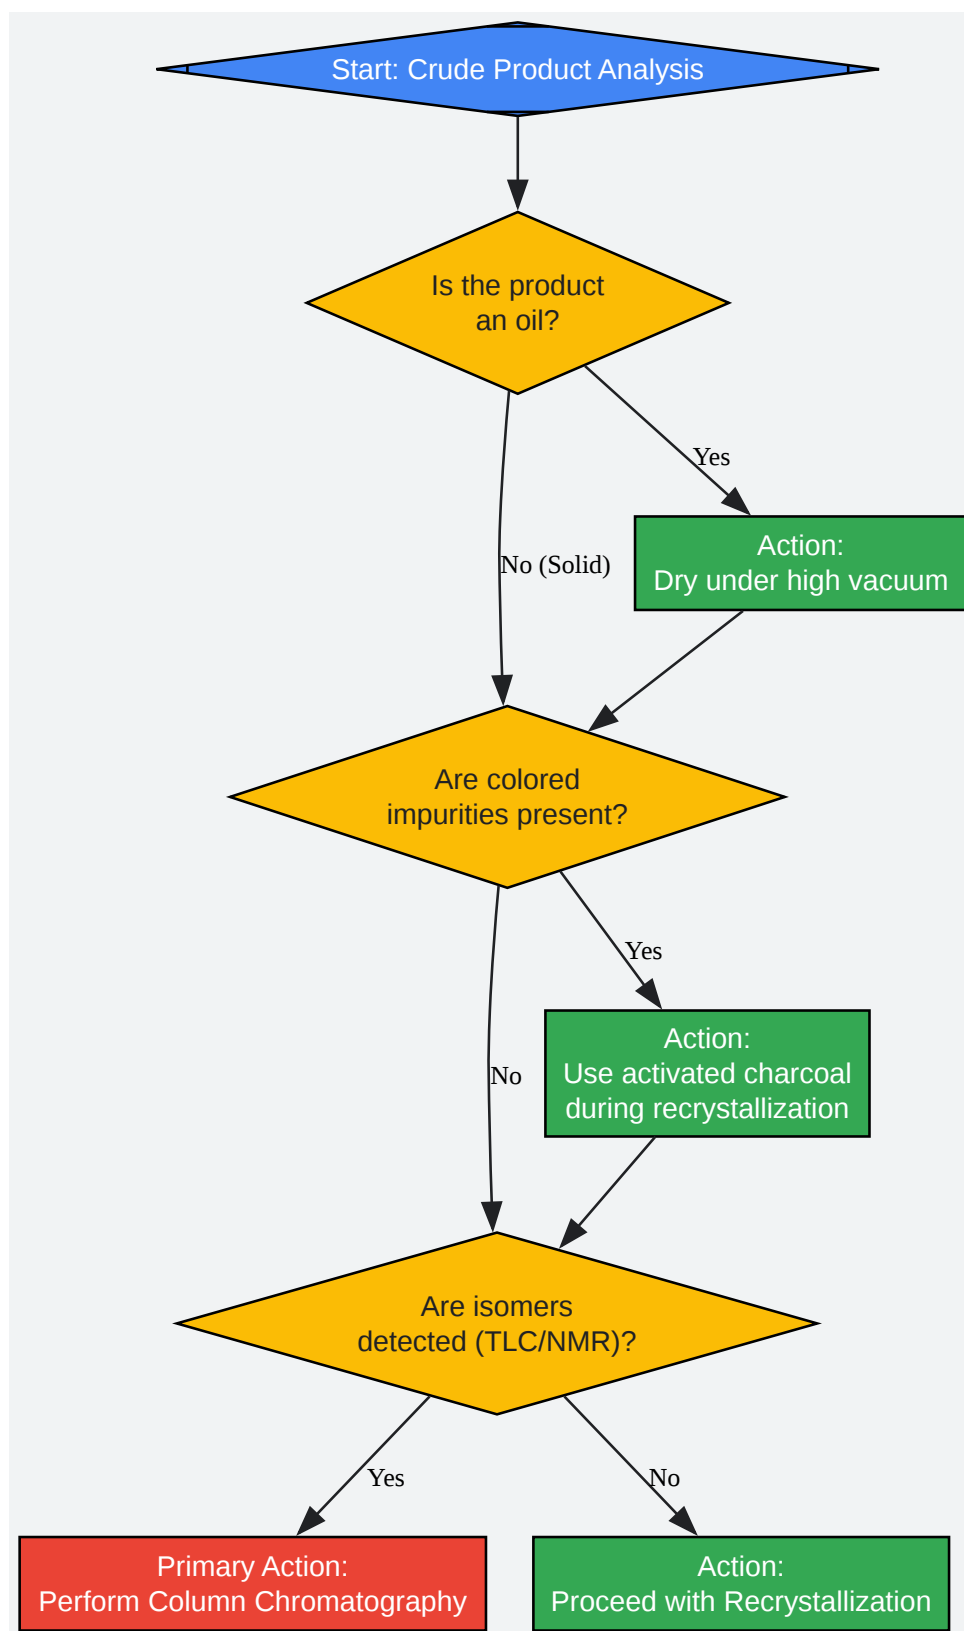 Start: Crude Product Analysis
Is the product
an oil?
Yes
Action:
Dry under high vacuum
No (Solid)
Are colored
impurities present?
Yes
Action:
Use activated charcoal
during recrystallization
No
Are isomers
detected (TLC/NMR)?
Yes
No
Primary Action:
Perform Column Chromatography
Action:
Proceed with Recrystallization